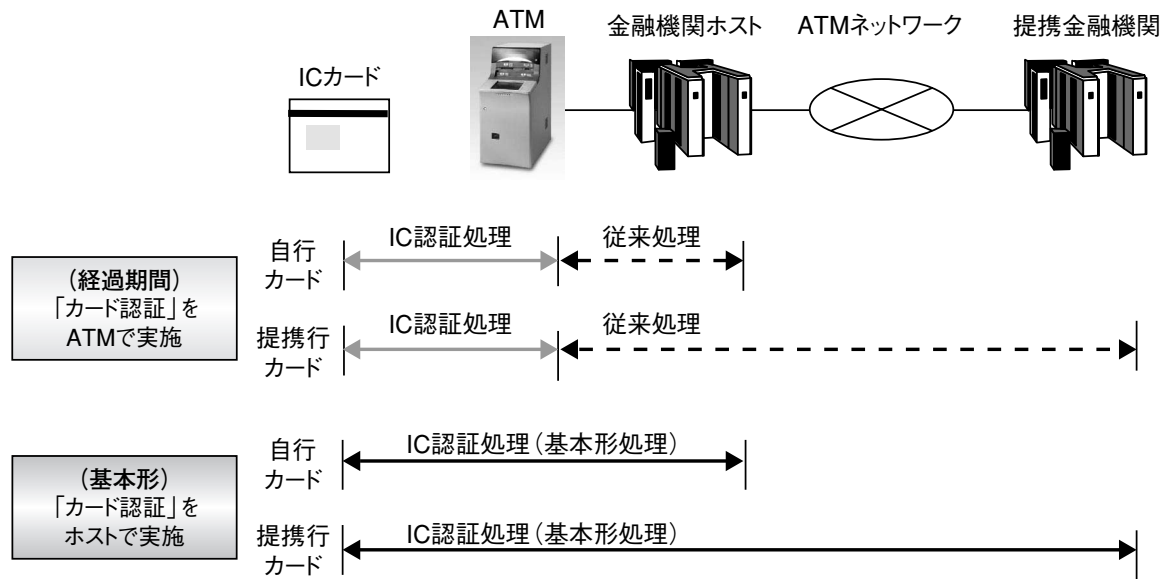 ATM
金融機関ホスト
ATMネットワーク
提携金融機関
ICカード
(経過期間)
「カード認証」を
ATMで実施
自行
カード
IC認証処理
従来処理
提携行
カード
IC認証処理
従来処理
(基本形)
「カード認証」を
ホストで実施
自行
カード
IC認証処理(基本形処理)
提携行
カード
IC認証処理(基本形処理)